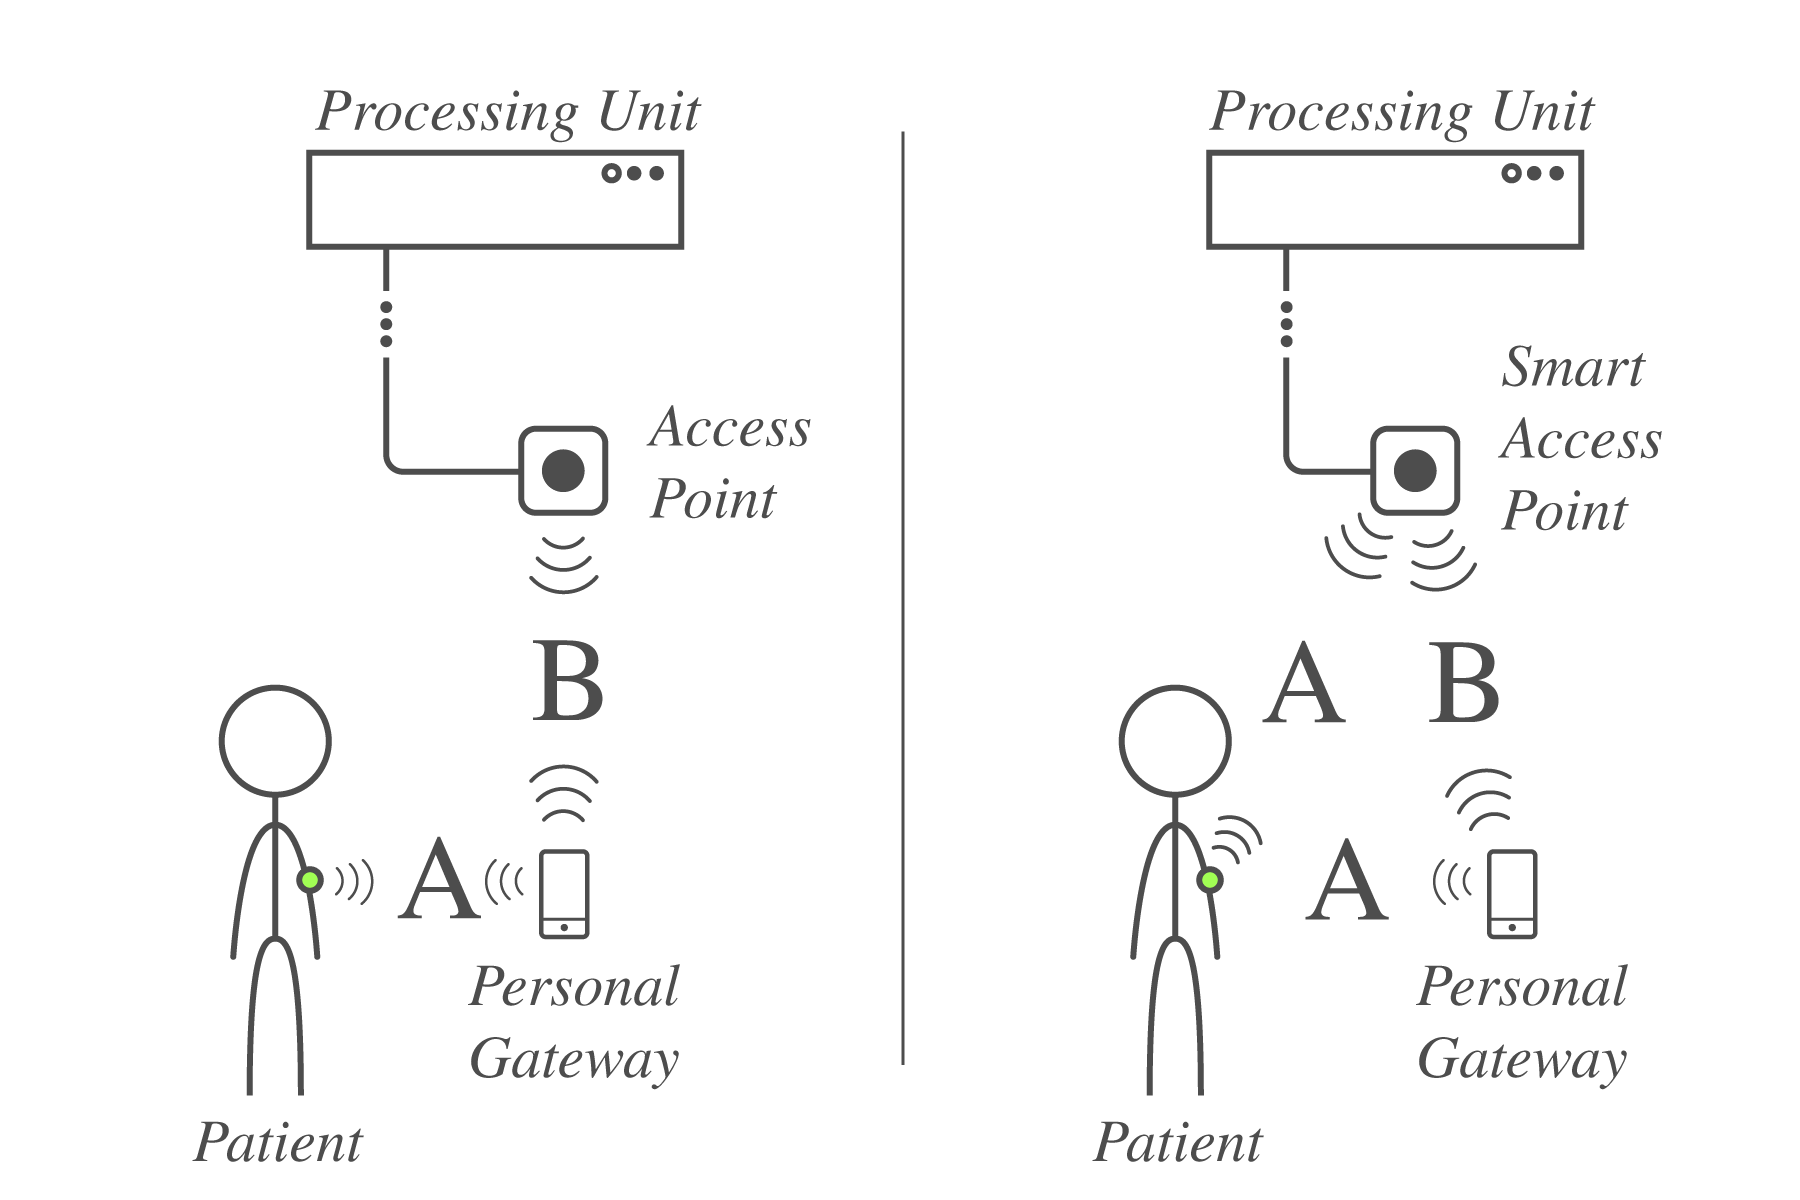 Processing Unit
Access
Point
B
A
Personal
Gateway
Patient
Processing Unit
Smart
Access
Point
A B
A
Personal
Gateway
Patient